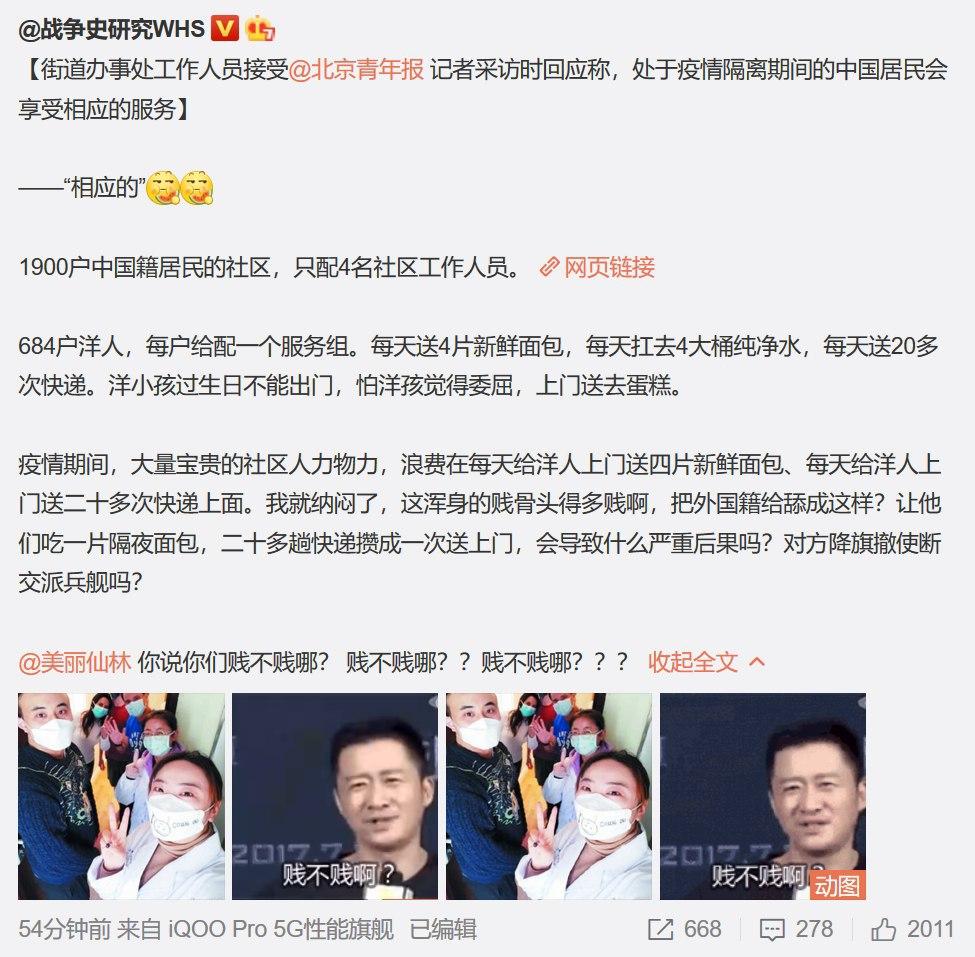 @战争史研究WHS
【街道办事处工作人员接受@北京青年报 记者采访时回应称，处于疫情隔离期间的中国居民会
享受相应的服务】
——“相应的”
1900户中国籍居民的社区，只配4名社区工作人员。 网页链接
684户洋人，每户给配一个服务组。每天送4片新鲜面包，每天扛去4大桶纯净水，每天送20多
次快递。洋小孩过生日不能出门，怕洋孩觉得委屈，上门送去蛋糕。
疫情期间，大量宝贵的社区人力物力，浪费在每天给洋人上门送四片新鲜面包、每天给洋人上
门送二十多次快递上面。我就纳闷了，这浑身的贱骨头得多贱啊，把外国籍给舔成这样？让他
们吃一片隔夜面包，二十多趟快递攒成一次送上门，会导致什么严重后果吗？对方降旗撤使断
交派兵舰吗？
@美丽仙林 你说你们贱不贱哪？ 贱不贱哪？？贱不贱哪？？？ 收起全文
2017.7
贱不贱啊？
2017.7
贱不贱啊？
动图
54分钟前 来自 iQOO Pro 5G性能旗舰 已编辑
668 278 2011